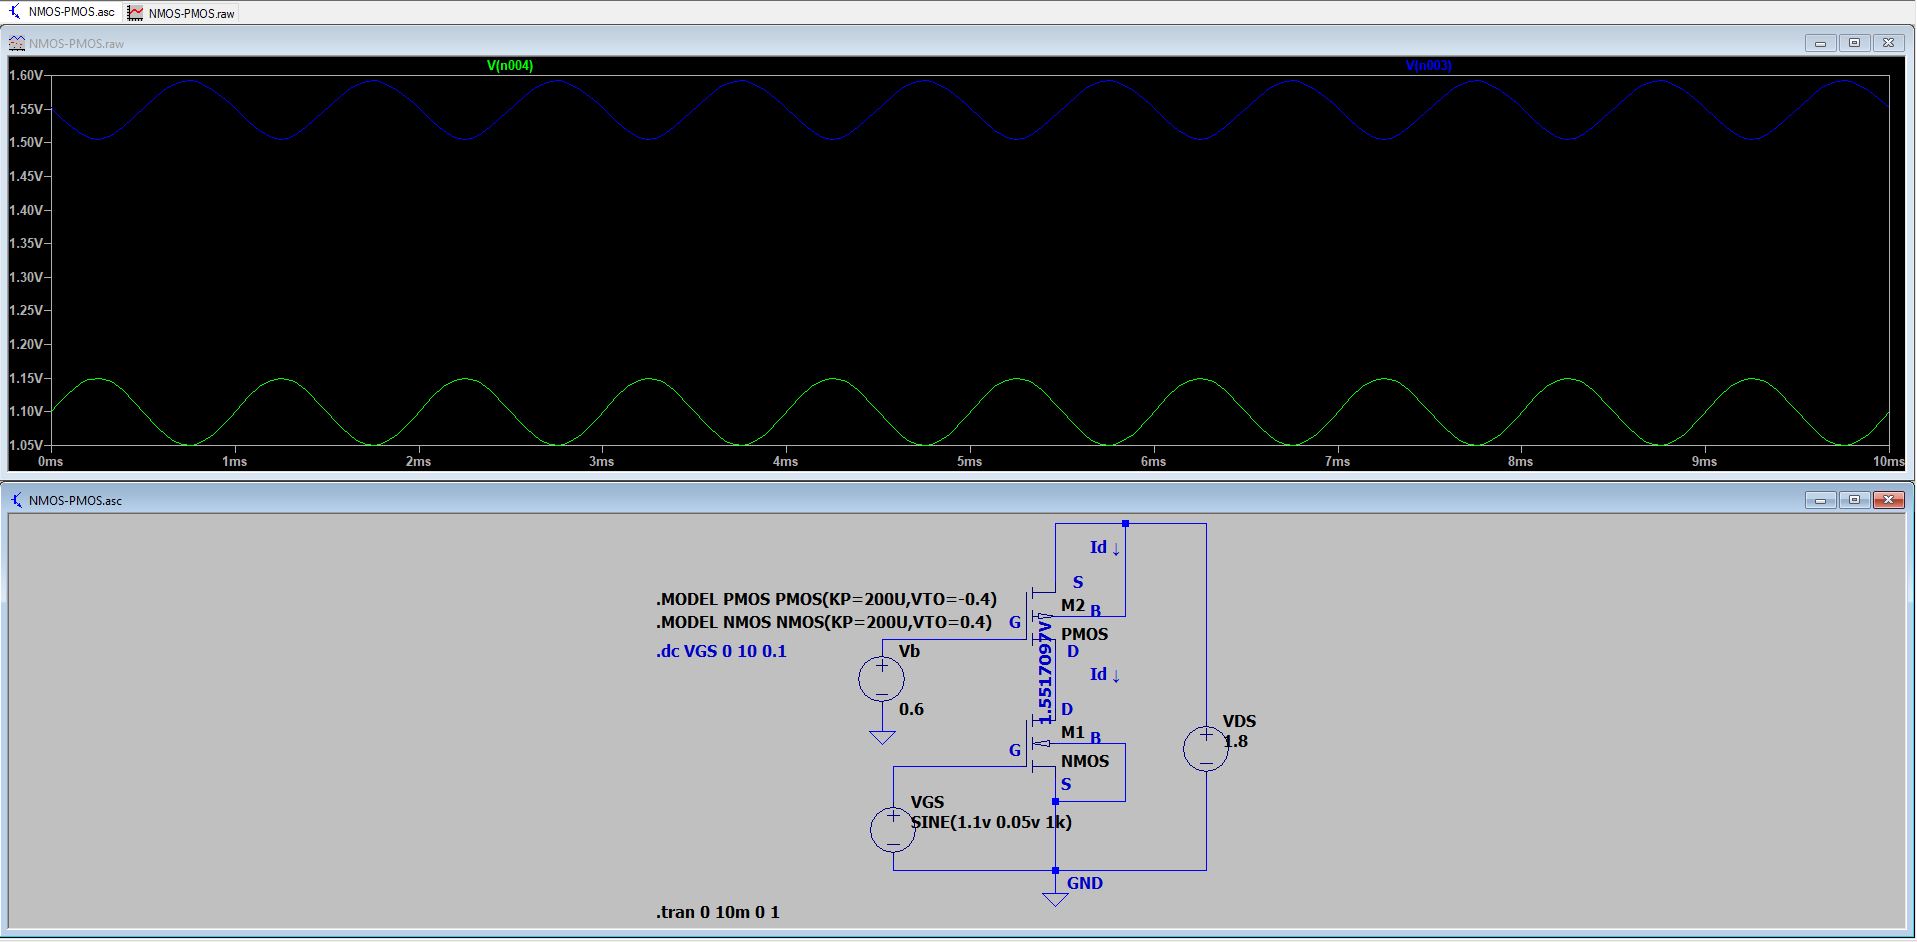 NMOS-PMOS.asc
NMOS-PMOS.raw
NMOS-PMOS.raw
V(n004)
V(n003)
1.60V
1.55V
1.50V
1.45V
1.40V
1.35V
1.30V
1.25V
1.20V
1.15V
1.10V
1.05V
0ms 1ms 2ms 3ms 4ms 5ms 6ms 7ms 8ms 9ms 10ms
NMOS-PMOS.asc
Id ↓
S
.MODEL PMOS PMOS(KP=200U,VTO=-0.4)
M2 B
.MODEL NMOS NMOS(KP=200U,VTO=0.4)
G
PMOS
.dc VGS 0 10 0.1
Vb
D
1.5517097V
Id ↓
0.6
D
VDS
1.8
M1 B
G
NMOS
S
VGS
SINE(1.1v 0.05v 1k)
GND
.tran 0 10m 0 1